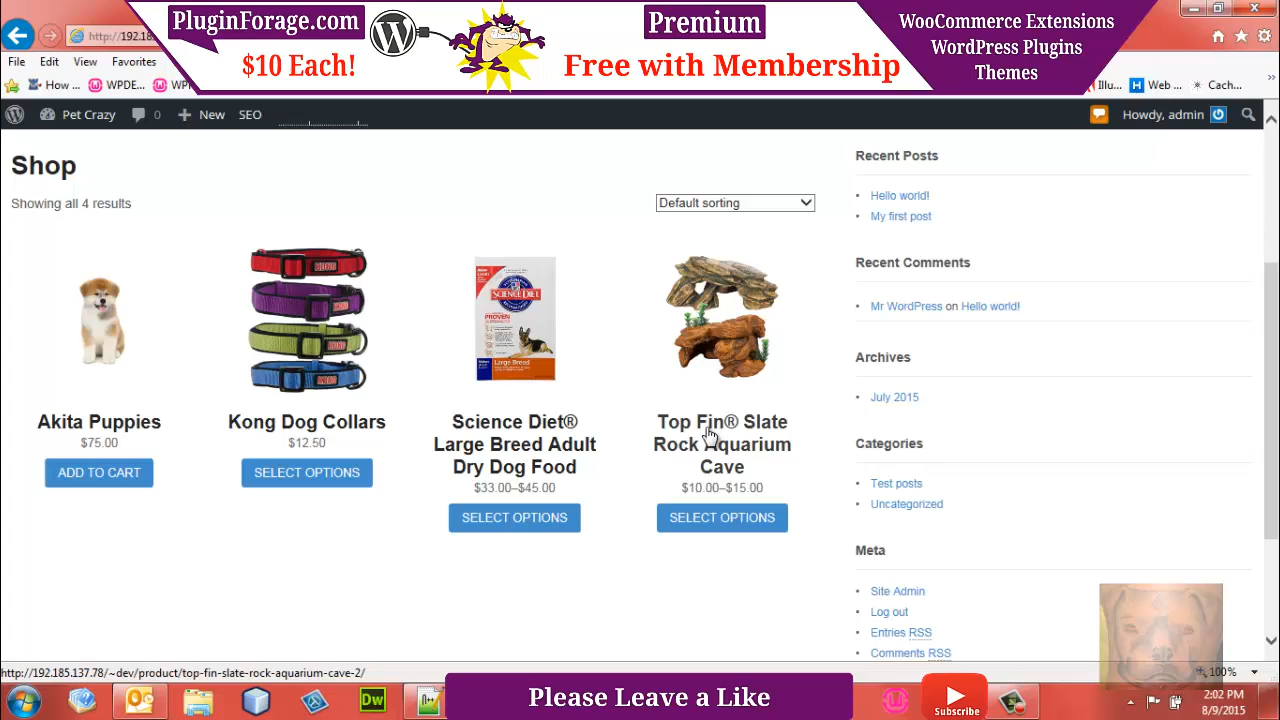 PluginForage.com
$10 Each!
Premium
Free with Membership
WooCommerce Extensions
WordPress Plugins
Themes
http://192.18
File Edit View Favorites
How ... WPDE... Illu... Web ... Cach...
Pet Crazy 0 New SEO Howdy, admin
Shop
Showing all 4 results
Default sorting
Akita Puppies
$75.00
ADD TO CART
Kong Dog Collars
$12.50
SELECT OPTIONS
SCIENCE DIET
PROVEN
Large Breed
Science Diet®
Large Breed Adult
Dry Dog Food
$33.00–$45.00
SELECT OPTIONS
Top Fin® Slate
Rock Aquarium
Cave
$10.00–$15.00
SELECT OPTIONS
Recent Posts
Hello world!
My first post
Recent Comments
Mr WordPress on Hello world!
Archives
July 2015
Categories
Test posts
Uncategorized
Meta
Site Admin
Log out
Entries RSS
Comments RSS
http://192.185.137.78/~dev/product/top-fin-slate-rock-aquarium-cave-2/
100%
Dw
Please Leave a Like
Subscribe
2:02 PM
8/9/2015